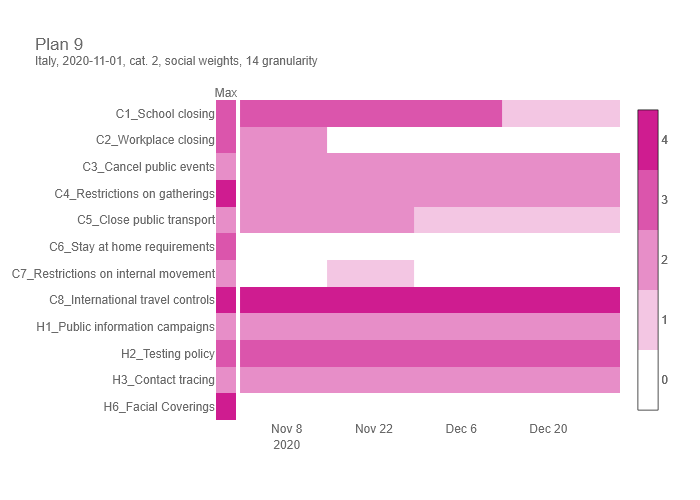 Plan 9
Italy, 2020-11-01, cat. 2, social weights, 14 granularity
Max
C1_School closing
C2_Workplace closing
C3_Cancel public events
C4_Restrictions on gatherings
C5_Close public transport
C6_Stay at home requirements
C7_Restrictions on internal movement
C8_International travel controls
H1_Public information campaigns
H2_Testing policy
H3_Contact tracing
H6_Facial Coverings
Nov 8
2020
Nov 22
Dec 6
Dec 20
4
3
2
1
0